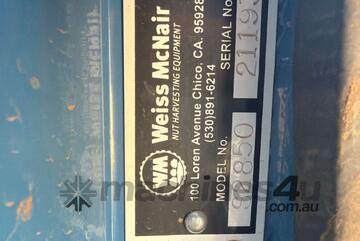 WM
Weiss McNair
NUT HARVESTING EQUIPMENT
100 Loren Avenue Chico, CA. 95928
(530)891-6214
MODEL No.
SERIAL No.
9850
21193
machines4u
.com.au